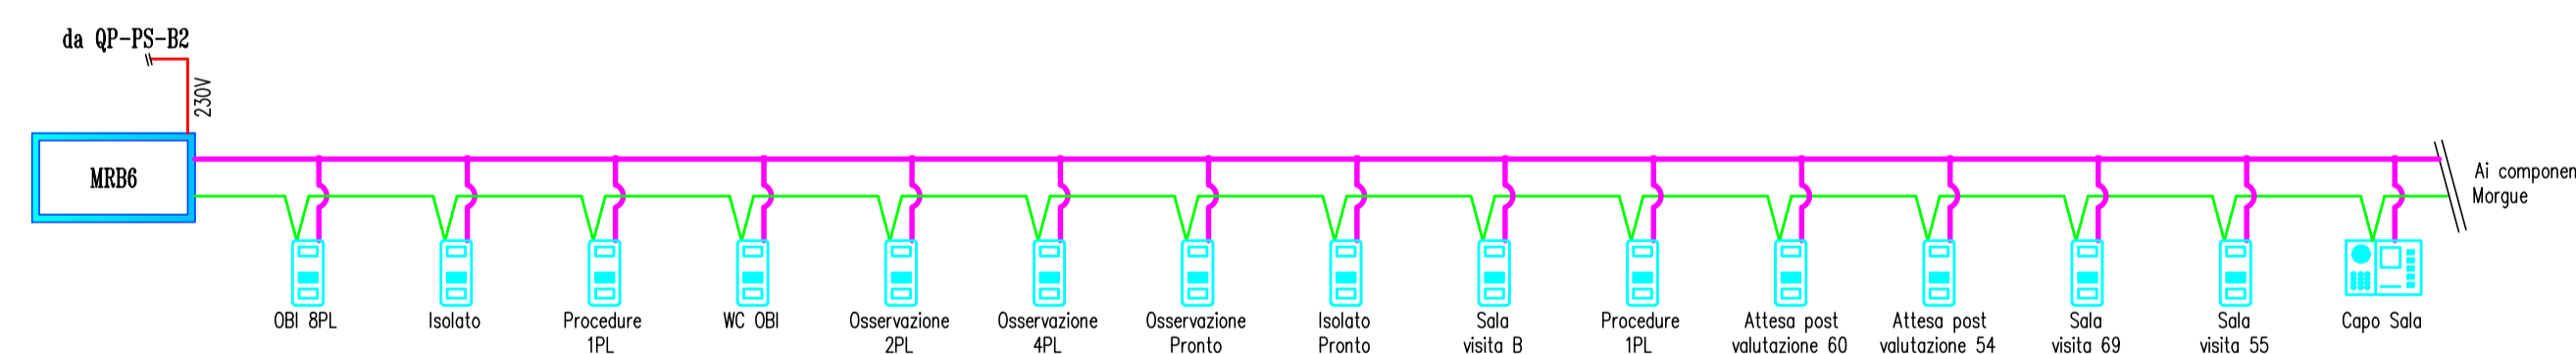 da QP-PS-B2
230V
MRB6
Ai componen
Morgue
OBI 8PL
Isolato
Procedure
1PL
WC OBI
Osservazione
2PL
Osservazione
4PL
Osservazione
Pronto
Isolato
Pronto
Sala
visita B
Procedure
1PL
Attesa post
valutazione 60
Attesa post
valutazione 54
Sala
visita 69
Sala
visita 55
Capo Sala